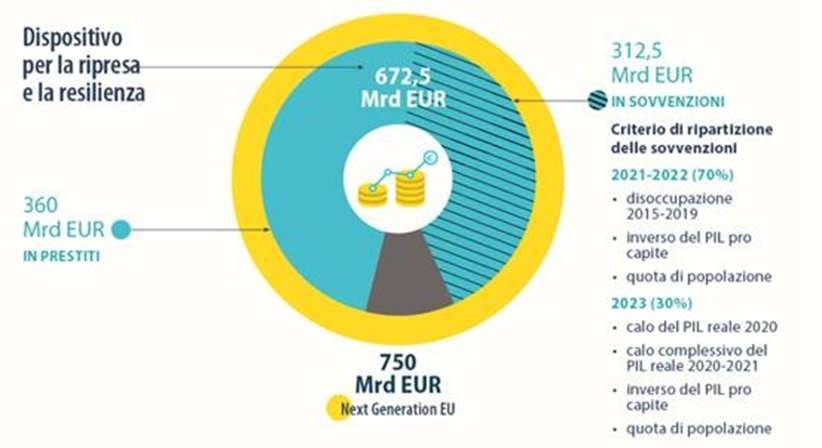 Dispositivo
per la ripresa
e la resilienza
672,5
Mrd EUR
360
Mrd EUR
IN PRESTITI
€
750
Mrd EUR
Next Generation EU
312,5
Mrd EUR
IN SOVVENZIONI
Criterio di ripartizione
delle sovvenzioni
2021-2022 (70%)
• disoccupazione
2015-2019
• inverso del PIL pro
capite
• quota di popolazione
2023 (30%)
• calo del PIL reale 2020
• calo complessivo del
PIL reale 2020-2021
• inverso del PIL pro
capite
• quota di popolazione